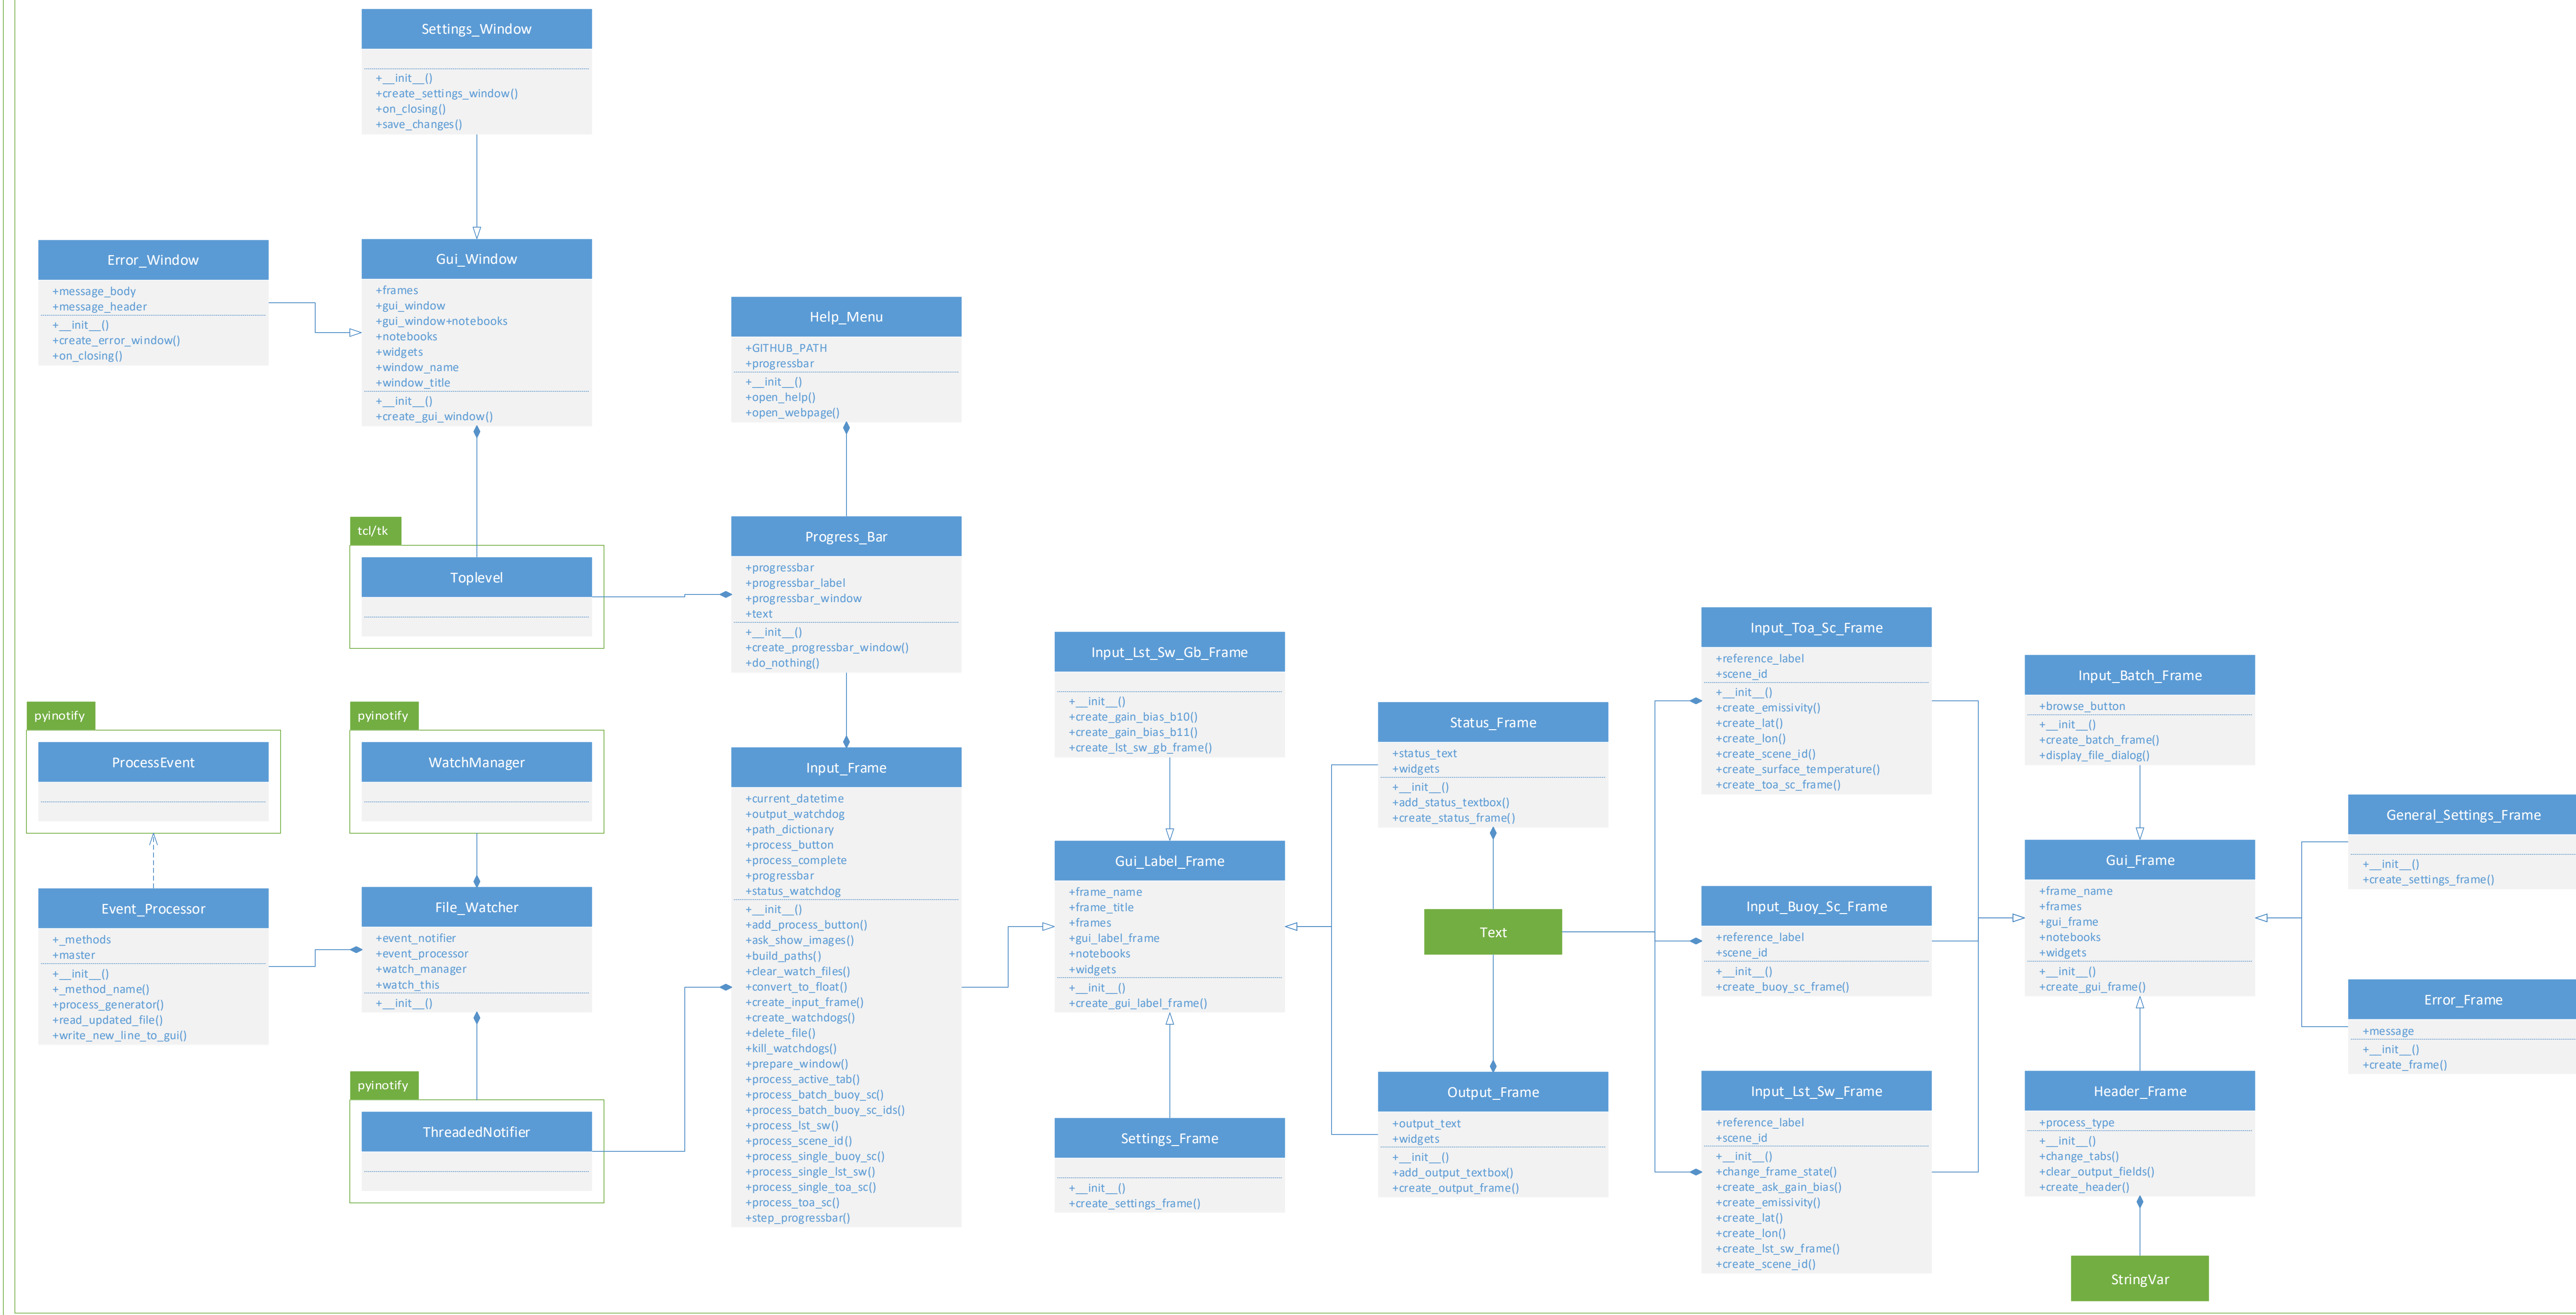 Settings_Window
+__init__()
+create_settings_window()
+on_closing()
+save_changes()
Error_Window
+message_body
+message_header
+__init__()
+create_error_window()
+on_closing()
Gui_Window
+frames
+gui_window
+gui_window+notebooks
+notebooks
+widgets
+window_name
+window_title
+__init__()
+create_gui_window()
Help_Menu
+GITHUB_PATH
+progressbar
+__init__()
+open_help()
+open_webpage()
tcl/tk
Toplevel
Progress_Bar
+progressbar
+progressbar_label
+progressbar_window
+text
+__init__()
+create_progressbar_window()
+do_nothing()
pyinotify
ProcessEvent
pyinotify
WatchManager
Event_Processor
+_methods
+master
+__init__()
+_method_name()
+process_generator()
+read_updated_file()
+write_new_line_to_gui()
File_Watcher
+event_notifier
+event_processor
+watch_manager
+watch_this
+__init__()
pyinotify
ThreadedNotifier
Input_Frame
+current_datetime
+output_watchdog
+path_dictionary
+process_button
+process_complete
+progressbar
+status_watchdog
+__init__()
+add_process_button()
+ask_show_images()
+build_paths()
+clear_watch_files()
+convert_to_float()
+create_input_frame()
+create_watchdogs()
+delete_file()
+kill_watchdogs()
+prepare_window()
+process_active_tab()
+process_batch_buoy_sc()
+process_batch_buoy_sc_ids()
+process_lst_sw()
+process_scene_id()
+process_single_buoy_sc()
+process_single_lst_sw()
+process_single_toa_sc()
+process_toa_sc()
+step_progressbar()
Input_Lst_Sw_Gb_Frame
+__init__()
+create_gain_bias_b10()
+create_gain_bias_b11()
+create_lst_sw_gb_frame()
Gui_Label_Frame
+frame_name
+frame_title
+frames
+gui_label_frame
+notebooks
+widgets
+__init__()
+create_gui_label_frame()
Settings_Frame
+__init__()
+create_settings_frame()
Status_Frame
+status_text
+widgets
+__init__()
+add_status_textbox()
+create_status_frame()
Text
Output_Frame
+output_text
+widgets
+__init__()
+add_output_textbox()
+create_output_frame()
Input_Toa_Sc_Frame
+reference_label
+scene_id
+__init__()
+create_emissivity()
+create_lat()
+create_lon()
+create_scene_id()
+create_surface_temperature()
+create_toa_sc_frame()
Input_Buoy_Sc_Frame
+reference_label
+scene_id
+__init__()
+create_buoy_sc_frame()
Input_Lst_Sw_Frame
+reference_label
+scene_id
+__init__()
+change_frame_state()
+create_ask_gain_bias()
+create_emissivity()
+create_lat()
+create_lon()
+create_lst_sw_frame()
+create_scene_id()
Input_Batch_Frame
+browse_button
+__init__()
+create_batch_frame()
+display_file_dialog()
Gui_Frame
+frame_name
+frames
+gui_frame
+notebooks
+widgets
+__init__()
+create_gui_frame()
Header_Frame
+process_type
+__init__()
+change_tabs()
+clear_output_fields()
+create_header()
StringVar
General_Settings_Frame
+__init__()
+create_settings_frame()
Error_Frame
+message
+__init__()
+create_frame()